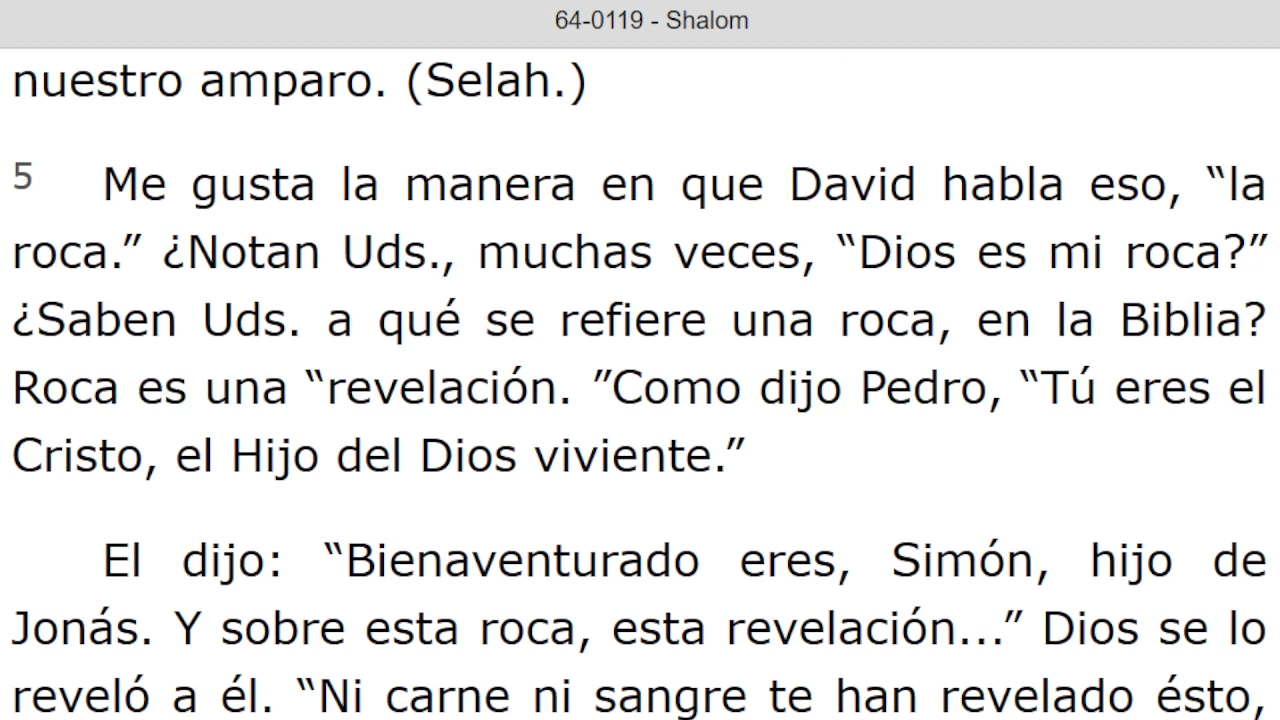 64-0119 - Shalom
nuestro amparo. (Selah.)
5 Me gusta la manera en que David habla eso, “la
roca.” ¿Notan Uds., muchas veces, “Dios es mi roca?”
¿Saben Uds. a qué se refiere una roca, en la Biblia?
Roca es una “revelación. ”Como dijo Pedro, “Tú eres el
Cristo, el Hijo del Dios viviente.”
El dijo: “Bienaventurado eres, Simón, hijo de
Jonás. Y sobre esta roca, esta revelación...” Dios se lo
reveló a él. “Ni carne ni sangre te han revelado ésto,